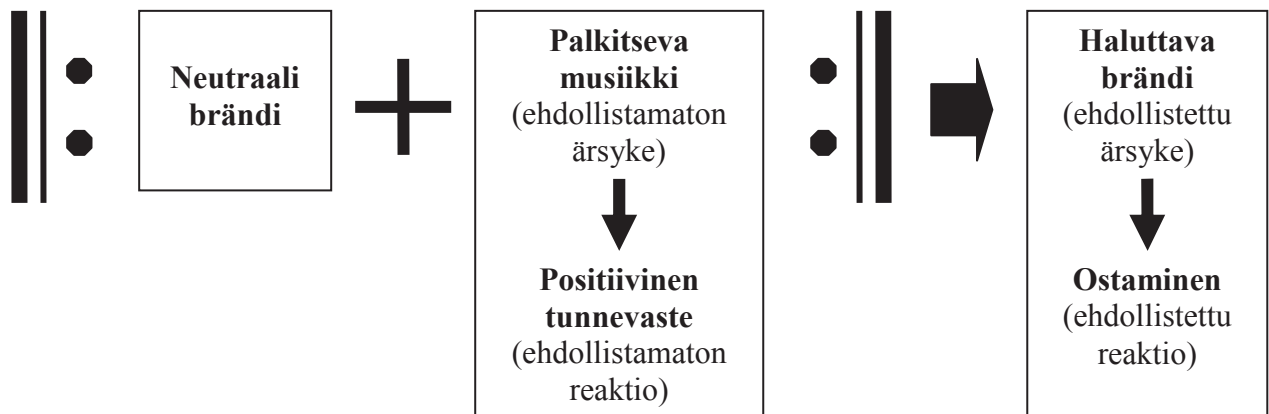 Neutraali
brändi
Palkitseva
musiikki
(ehdollistamaton
ärsyke)
Positiivinen
tunnevaste
(ehdollistamaton
reaktio)
Haluttava
brändi
(ehdollistettu
ärsyke)
Ostaminen
(ehdollistettu
reaktio)